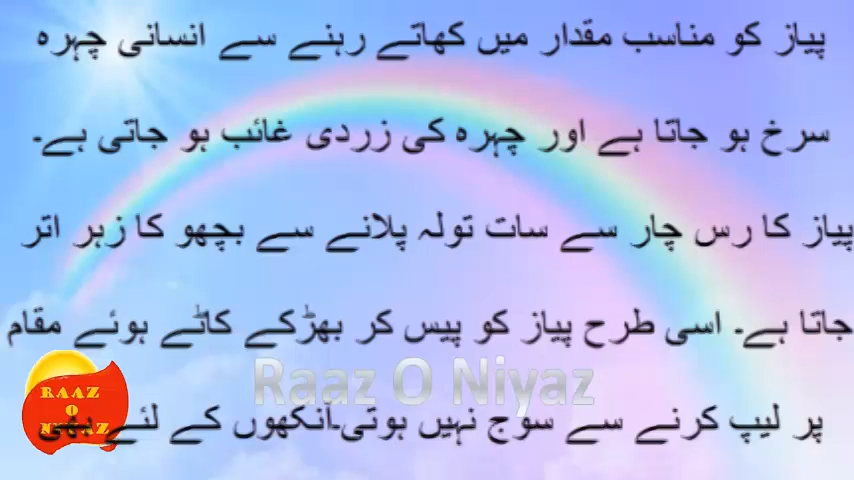 پیاز کو مناسب مقدار میں کھاتے رہنے سے انسانی چہرہ
سرخ ہو جاتا ہے اور چہرہ کی زردی غائب ہو جاتی ہے۔
پیاز کا رس چار سے سات تولہ پلانے سے بچھو کا زہر اتر
جاتا ہے۔ اسی طرح پیاز کو پیس کر بھڑکے کاٹے ہوئے مقام
Raaz O Niyaz
RAAZ
O
NIYAZ
پر لیپ کرنے سے سوج نہیں ہوتی۔آنکھوں کے لئے بھی